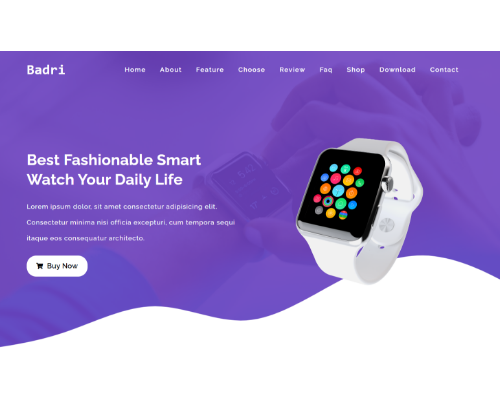 Badri
Home About Feature Choose Review Faq Shop Download Contact
Best Fashionable Smart
Watch Your Daily Life
Lorem ipsum dolor, sit amet consectetur adipisicing elit.
Consectetur minima nisi officia excepturi, cum tempora sequi
itaque eos consequatur architecto.
Buy Now